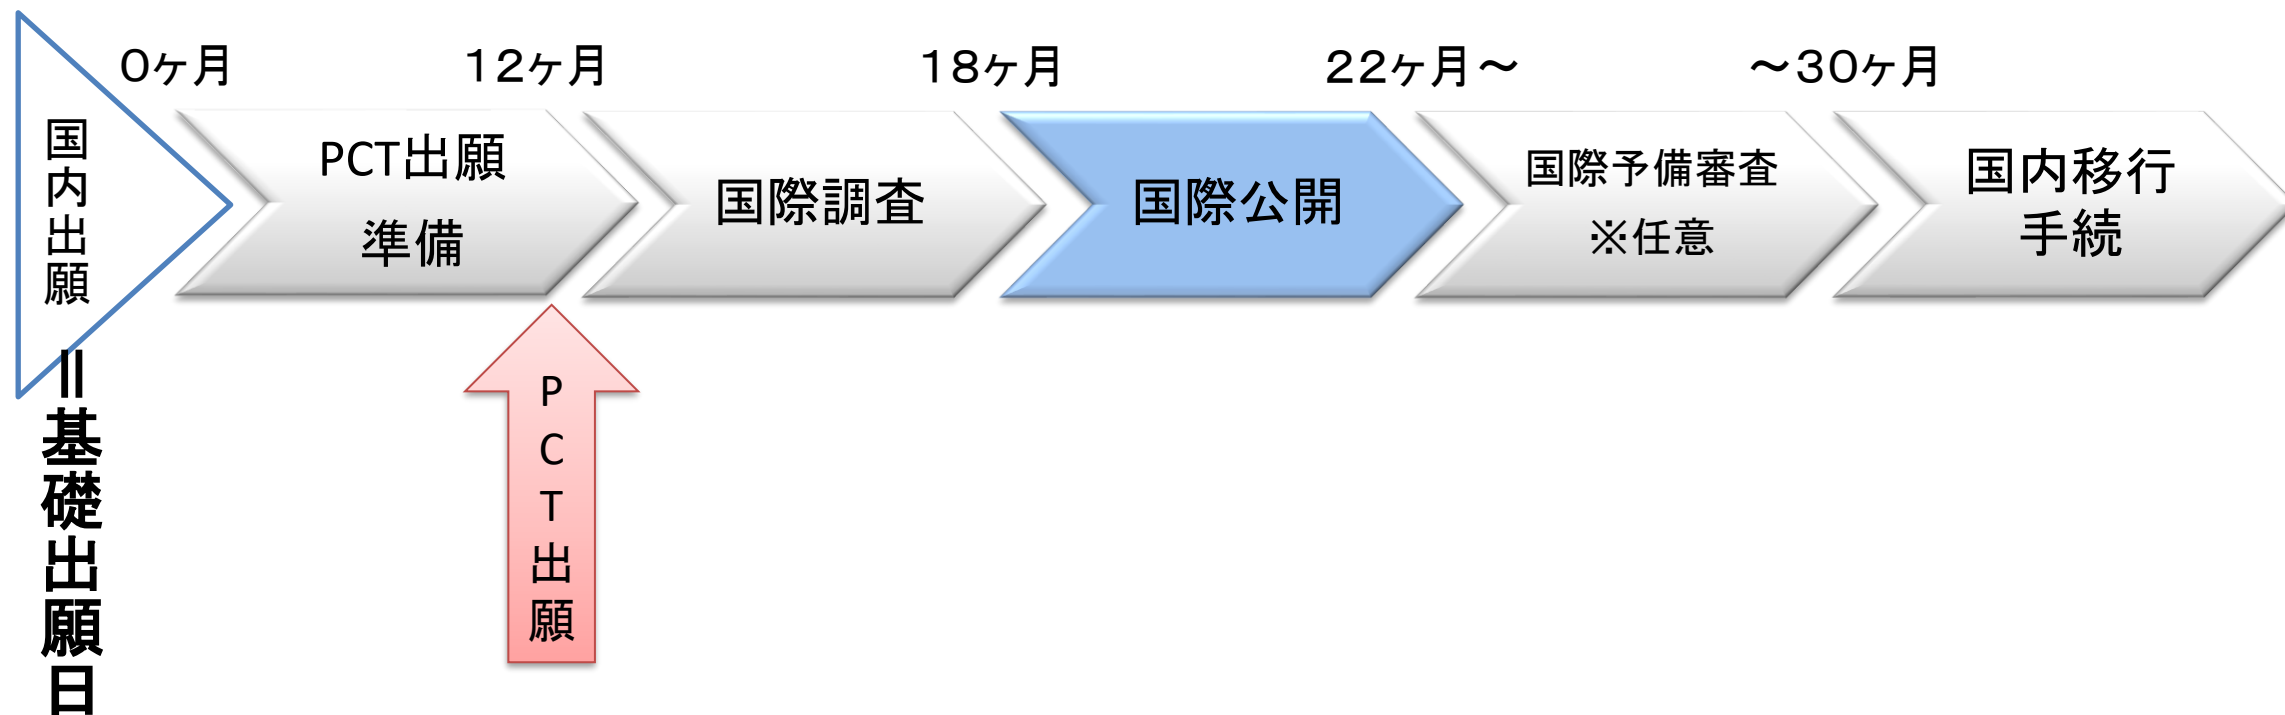 0ヶ月
12ヶ月
18ヶ月
22ヶ月～
～30ヶ月
国内出願
PCT出願
準備
国際調査
国際公開
国際予備審査
※任意
国内移行
手続
＝基礎出願日
PCT出願